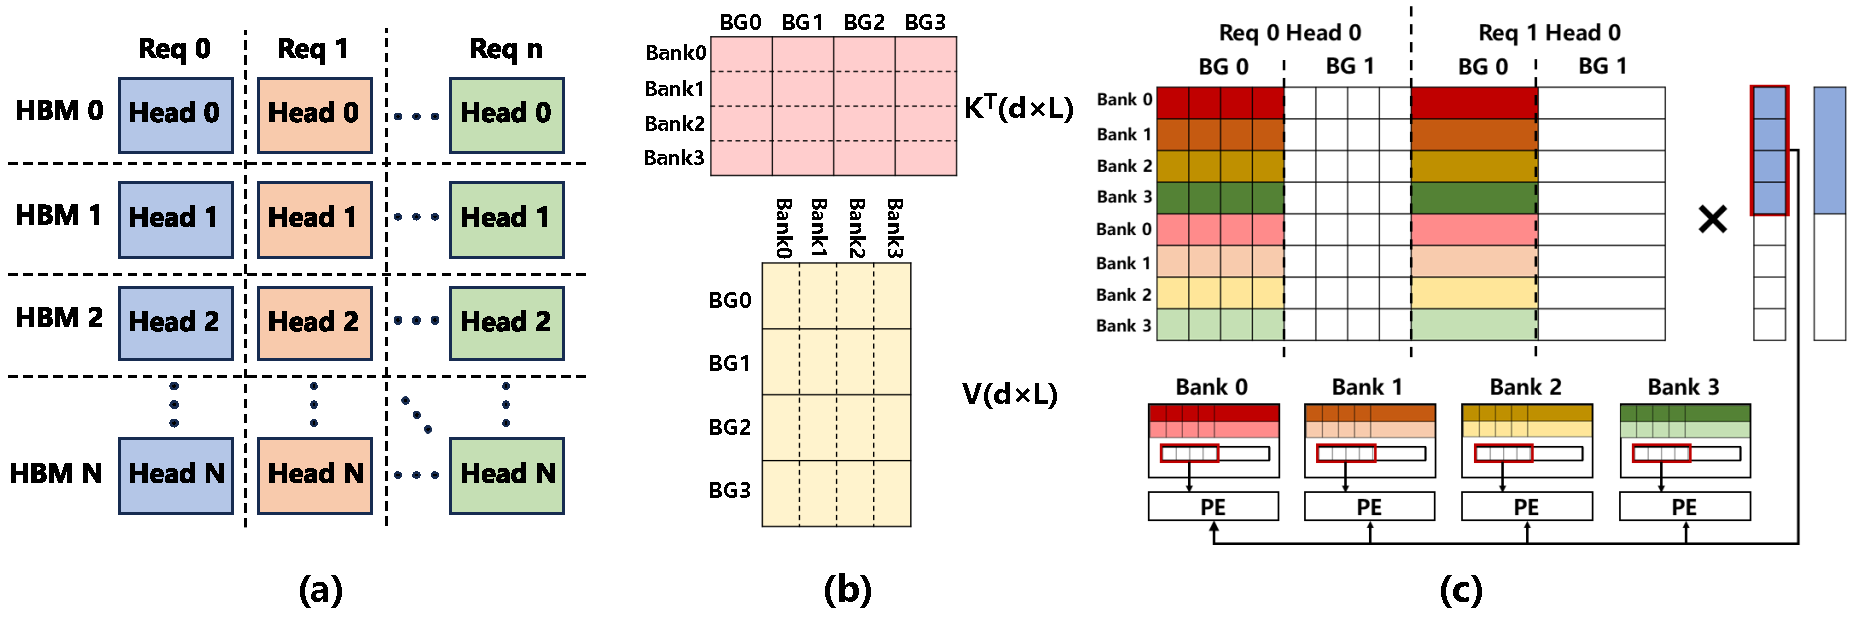 Req 0 Req 1 Req n
HBM 0 Head 0 Head 0 Head 0
HBM 1 Head 1 Head 1 Head 1
HBM 2 Head 2 Head 2 Head 2
HBM N Head N Head N Head N
(a)
BG0 BG1 BG2 BG3
Bank0
Bank1
Bank2
Bank3
K^T(d×L)
Bank0 Bank1 Bank2 Bank3
BG0
BG1
BG2
BG3
V(d×L)
(b)
Req 0 Head 0 Req 1 Head 0
BG 0 BG 1 BG 0 BG 1
Bank 0
Bank 1
Bank 2
Bank 3
Bank 0
Bank 1
Bank 2
Bank 3
×
Bank 0 Bank 1 Bank 2 Bank 3
PE PE PE PE
(c)